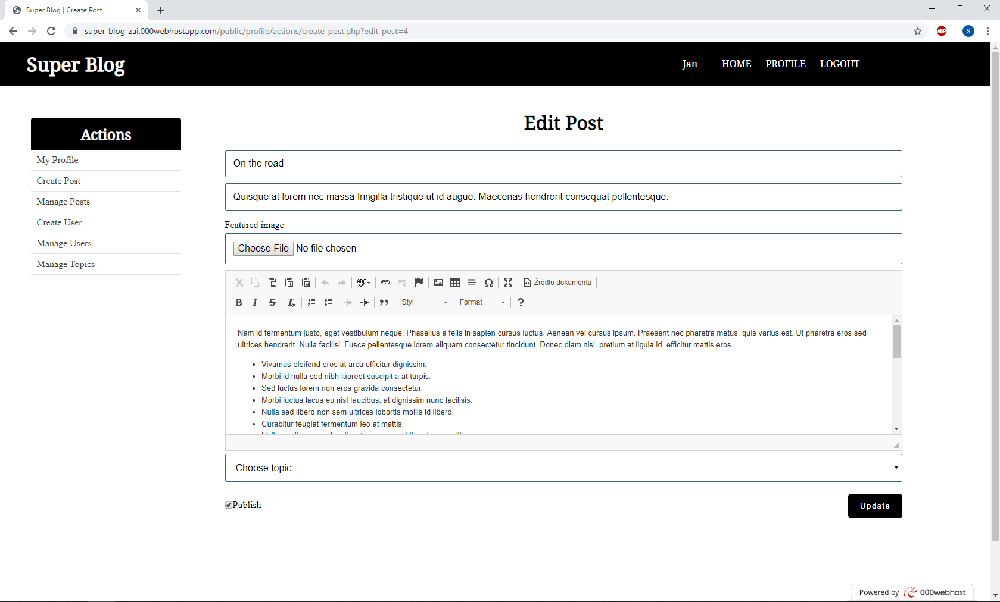 Super Blog | Create Post
super-blog-zai.000webhostapp.com/public/profile/actions/create_post.php?edit-post=4
ABP
S
Super Blog
Jan HOME PROFILE LOGOUT
Actions
My Profile
Create Post
Manage Posts
Create User
Manage Users
Manage Topics
Edit Post
On the road
Quisque at lorem nec massa fringilla tristique ut id augue. Maecenas hendrerit consequat pellentesque.
Featured image
Choose File No file chosen
ABC Ω Źródło dokumentu
B I S Tx Styl Format ?
Nam id fermentum justo, eget vestibulum neque. Phasellus a felis in sapien cursus luctus. Aenean vel cursus ipsum. Praesent nec pharetra metus, quis varius est. Ut pharetra eros sed
ultrices hendrerit. Nulla facilisi. Fusce pellentesque lorem aliquam consectetur tincidunt. Donec diam nisi, pretium at ligula id, efficitur mattis eros.
• Vivamus eleifend eros at arcu efficitur dignissim.
• Morbi id nulla sed nibh laoreet suscipit a at turpis.
• Sed luctus lorem non eros gravida consectetur.
• Morbi luctus lacus eu nisl faucibus, at dignissim nunc facilisis.
• Nulla sed libero non sem ultrices lobortis mollis id libero.
• Curabitur feugiat fermentum leo at mattis.
Choose topic
Publish
Update
Powered by 000webhost